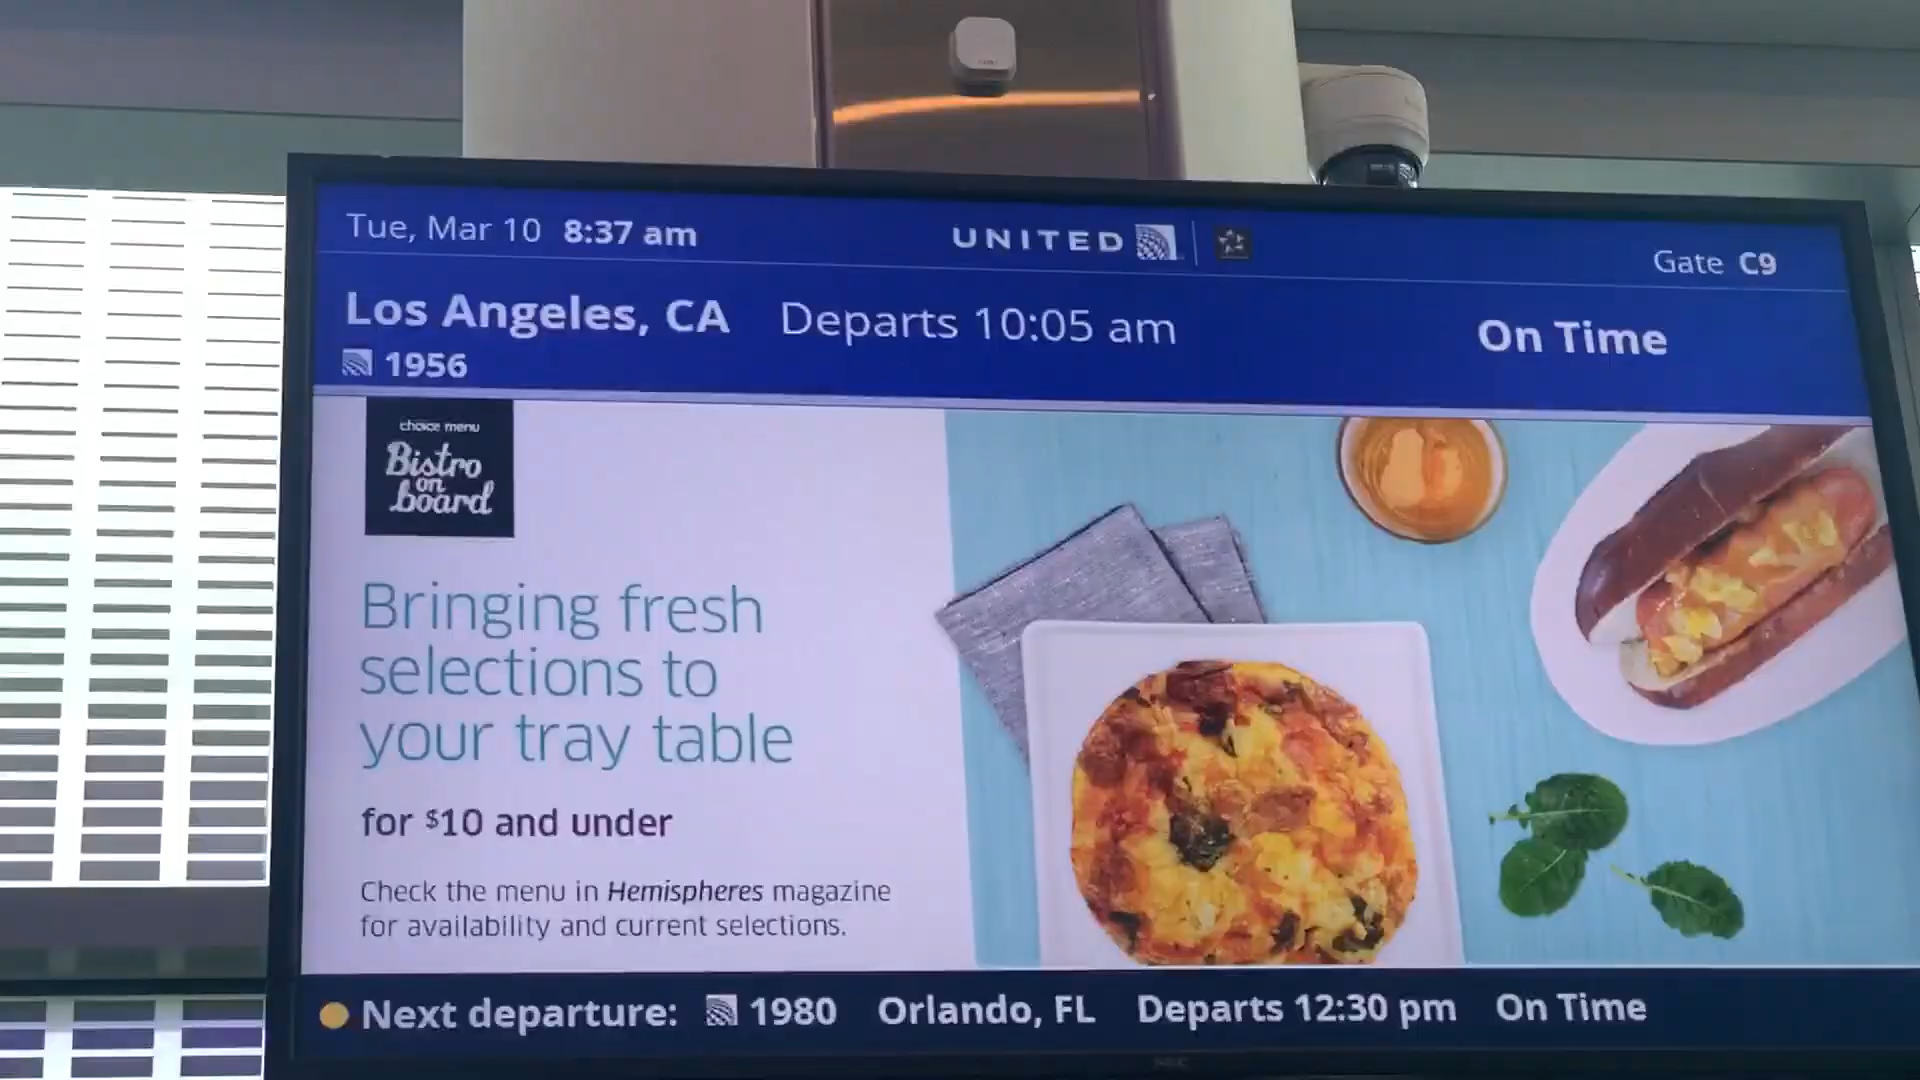 Tue, Mar 10 8:37 am
UNITED
Gate C9
Los Angeles, CA Departs 10:05 am On Time
1956
choice menu
Bistro
on
board
Bringing fresh
selections to
your tray table
for $10 and under
Check the menu in Hemispheres magazine
for availability and current selections.
Next departure: 1980 Orlando, FL Departs 12:30 pm On Time